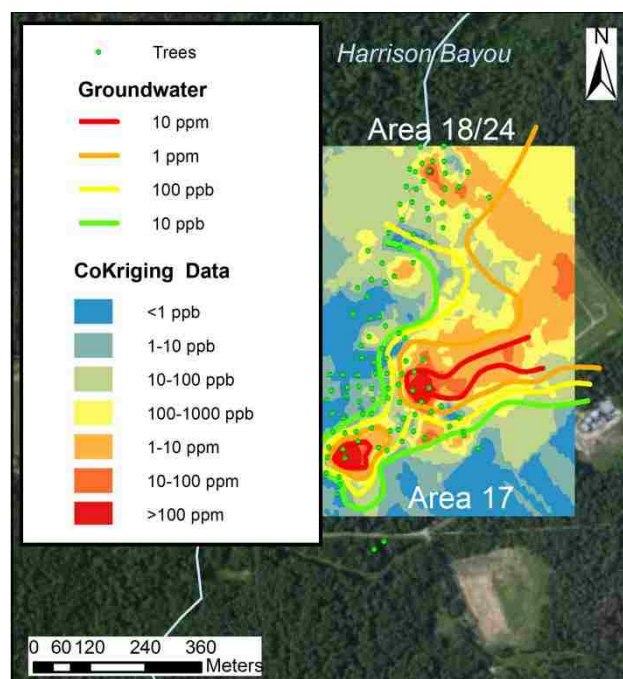 Trees
Groundwater
10 ppm
1 ppm
100 ppb
10 ppb
CoKriging Data
<1 ppb
1-10 ppb
10-100 ppb
100-1000 ppb
1-10 ppm
10-100 ppm
>100 ppm
Harrison Bayou
N
Area 18/24
Area 17
0 60 120 240 360
Meters